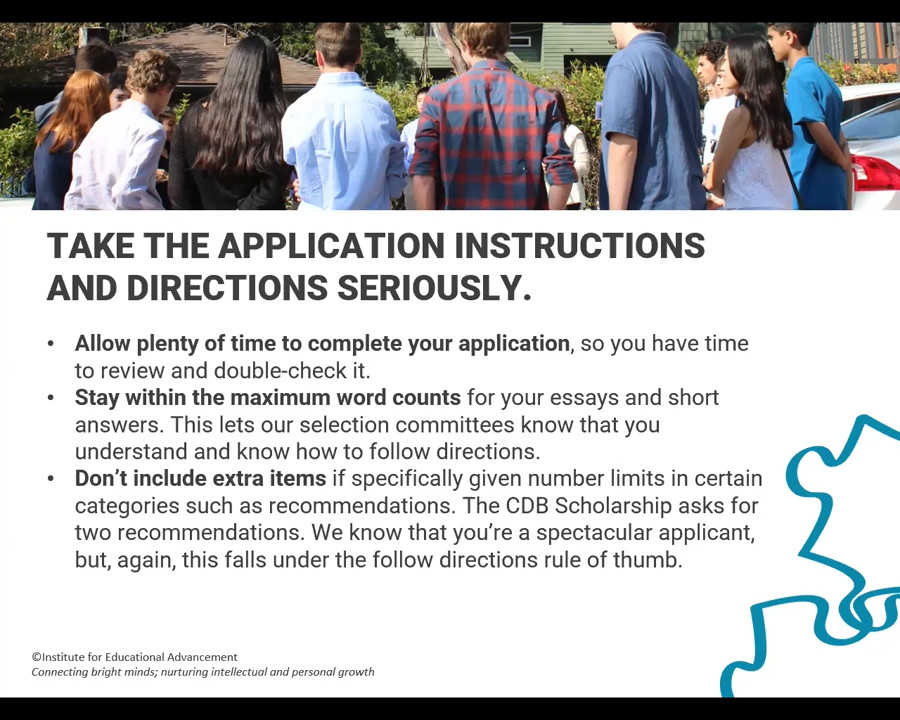 TAKE THE APPLICATION INSTRUCTIONS
AND DIRECTIONS SERIOUSLY.
• Allow plenty of time to complete your application, so you have time
to review and double-check it.
• Stay within the maximum word counts for your essays and short
answers. This lets our selection committees know that you
understand and know how to follow directions.
• Don’t include extra items if specifically given number limits in certain
categories such as recommendations. The CDB Scholarship asks for
two recommendations. We know that you’re a spectacular applicant,
but, again, this falls under the follow directions rule of thumb.
©Institute for Educational Advancement
Connecting bright minds; nurturing intellectual and personal growth